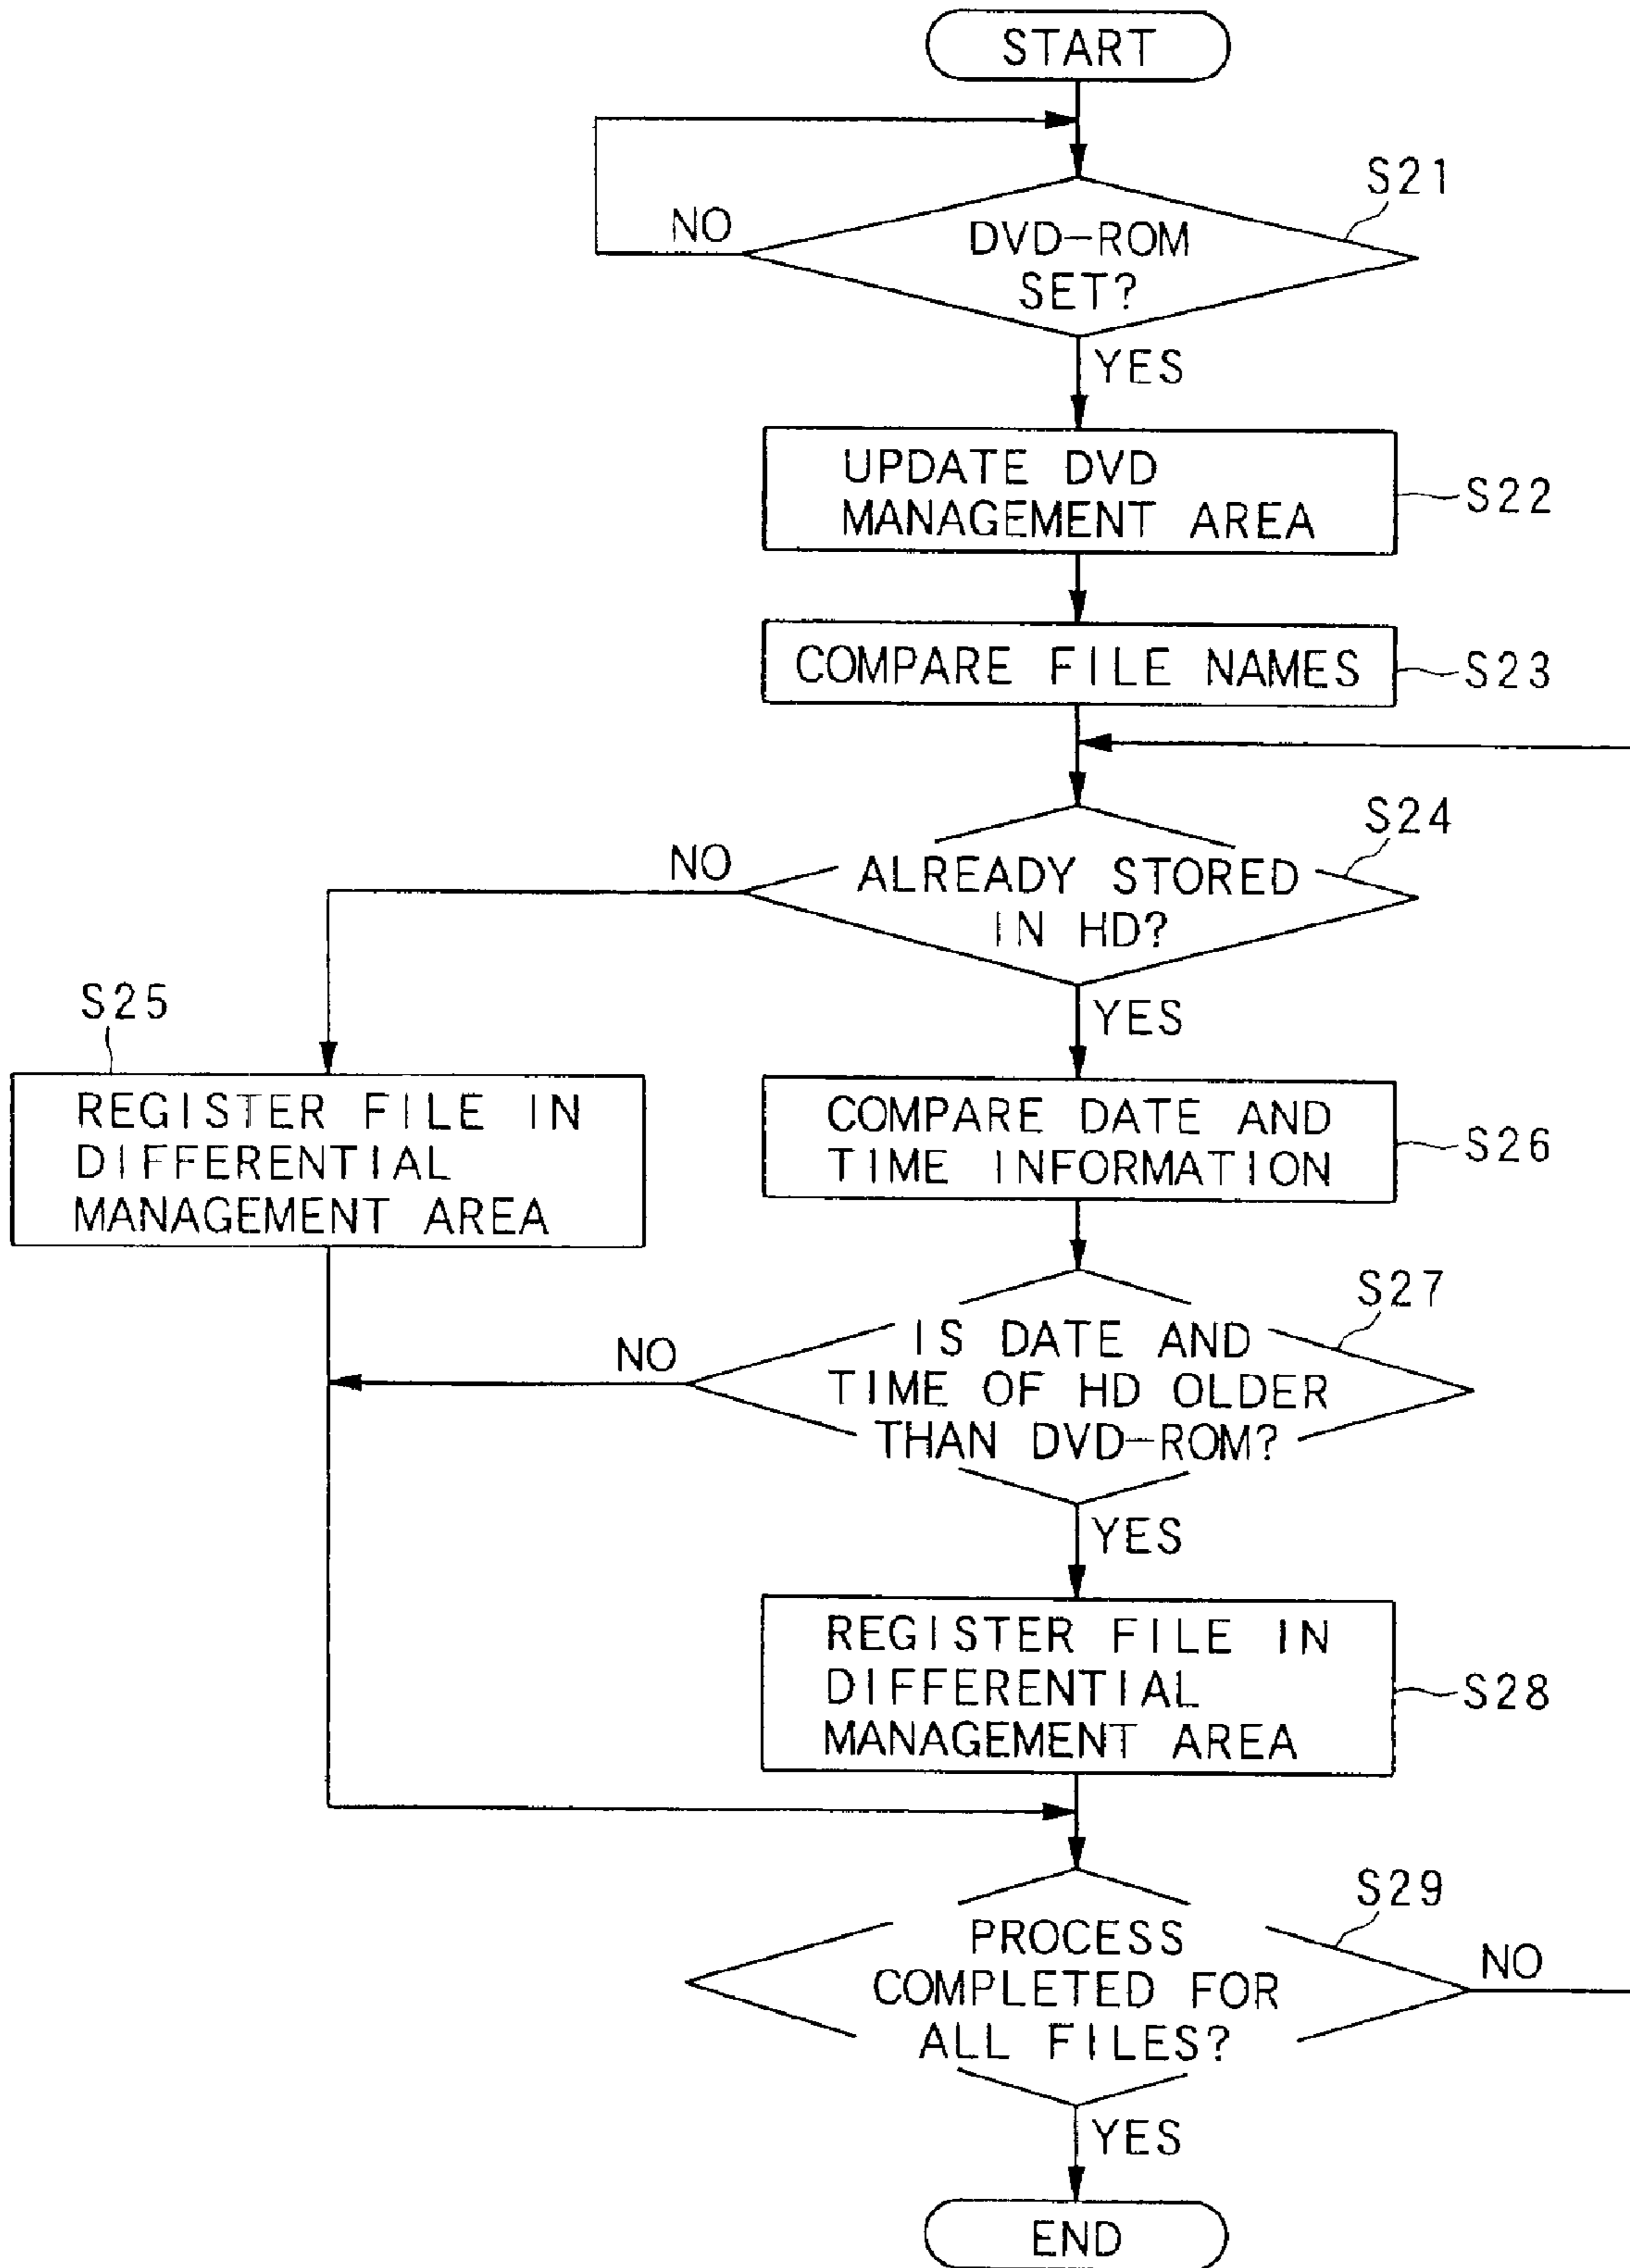 START
S21
NO
DVD-ROM
SET?
YES
UPDATE DVD
MANAGEMENT AREA
S22
COMPARE FILE NAMES
S23
S24
NO
ALREADY STORED
IN HD?
YES
S25
REGISTER FILE IN
DIFFERENTIAL
MANAGEMENT AREA
COMPARE DATE AND
TIME INFORMATION
S26
S27
NO
IS DATE AND
TIME OF HD OLDER
THAN DVD-ROM?
YES
REGISTER FILE IN
DIFFERENTIAL
MANAGEMENT AREA
S28
S29
PROCESS
COMPLETED FOR
ALL FILES?
NO
YES
END